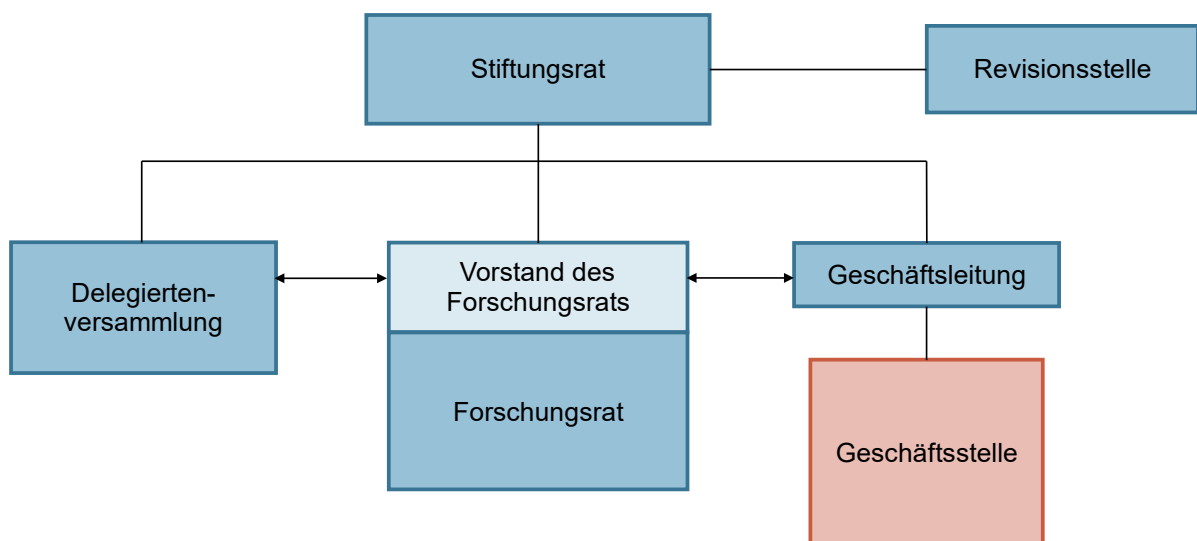 Stiftungsrat
Revisionsstelle
Delegierten-
versammlung
Vorstand des
Forschungsrats
Geschäftsleitung
Forschungsrat
Geschäftsstelle